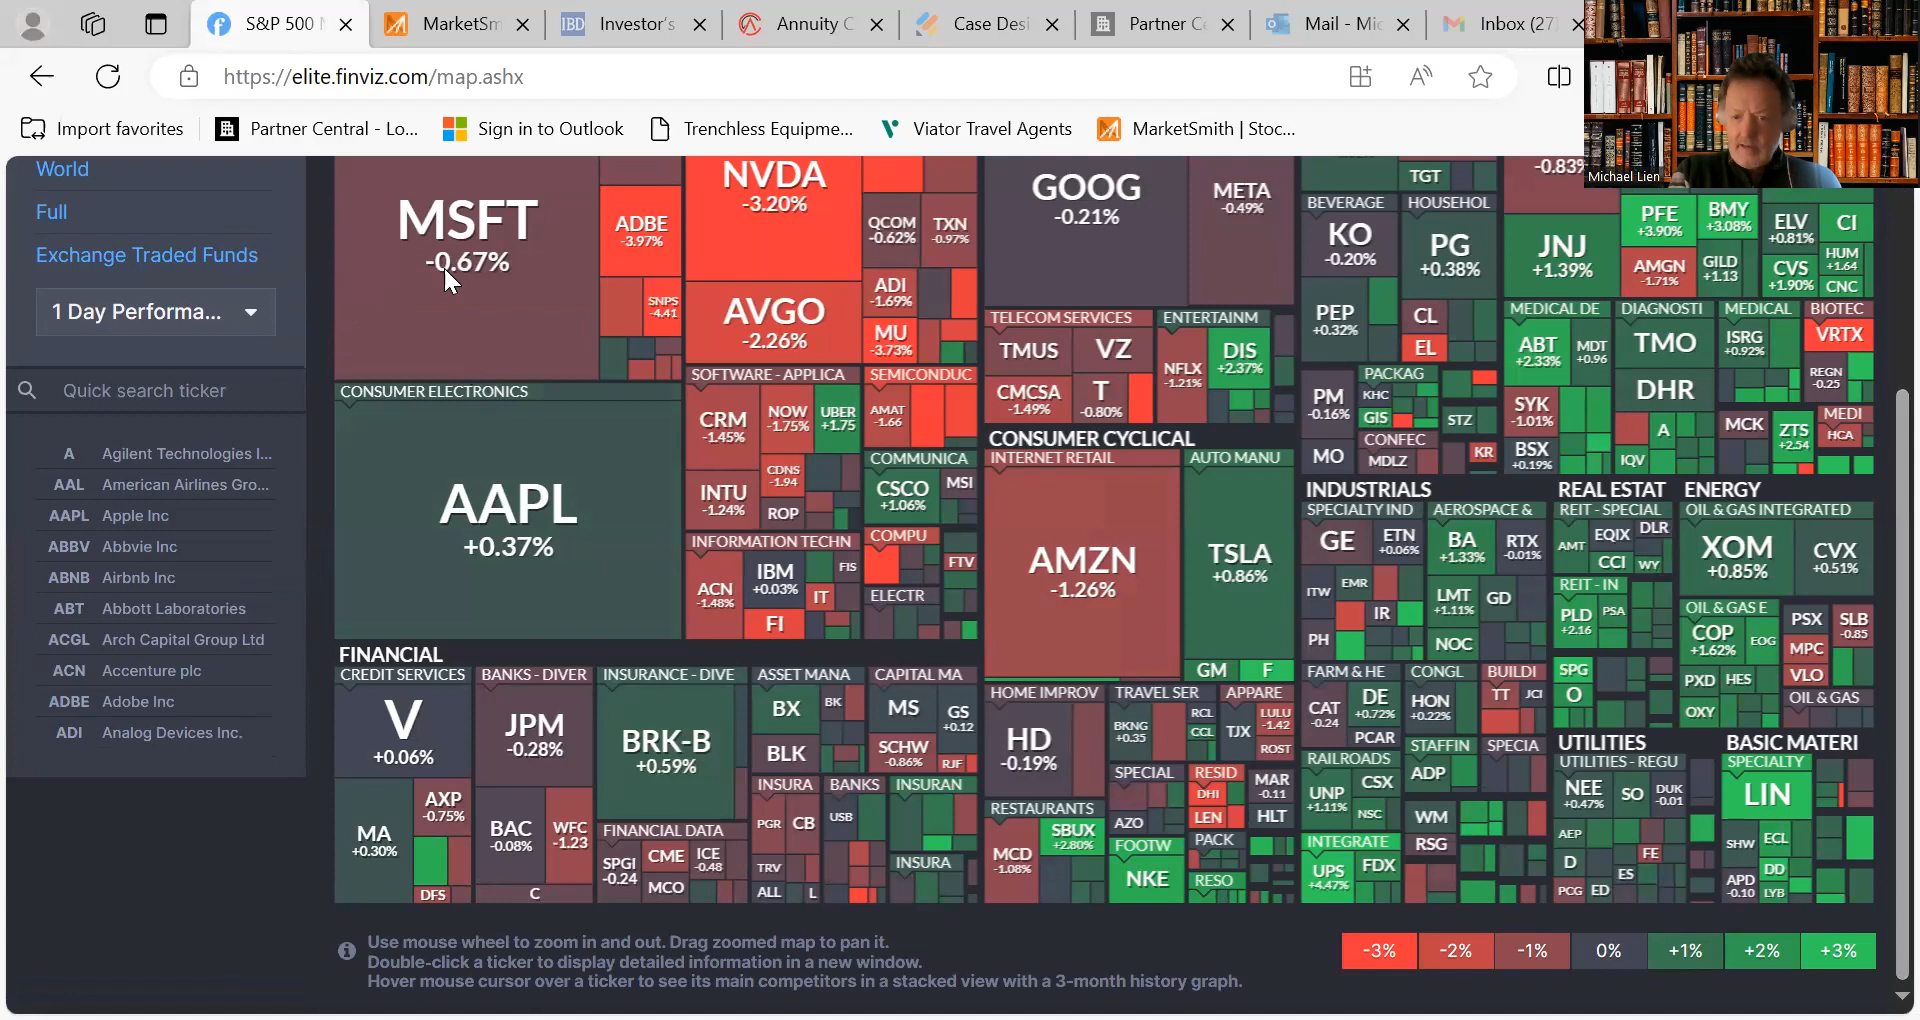 S&P 500
MarketSm
IBD Investor's
Annuity C
Case Desi
Partner Ce
Mail - Mic
Inbox (27)
https://elite.finviz.com/map.ashx
Import favorites
Partner Central - Lo...
Sign in to Outlook
Trenchless Equipme...
Viator Travel Agents
MarketSmith | Stoc...
Michael Lien
World
Full
Exchange Traded Funds
1 Day Performa...
Quick search ticker
A Agilent Technologies I...
AAL American Airlines Gro...
AAPL Apple Inc
ABBV Abbvie Inc
ABNB Airbnb Inc
ABT Abbott Laboratories
ACGL Arch Capital Group Ltd
ACN Accenture plc
ADBE Adobe Inc
ADI Analog Devices Inc.
MSFT
-0.67%
ADBE
-3.97%
SNPS
-4.41
CONSUMER ELECTRONICS
AAPL
+0.37%
NVDA
-3.20%
AVGO
-2.26%
QCOM
-0.62%
TXN
-0.97%
ADI
-1.69%
MU
-3.73%
SOFTWARE - APPLICA
CRM
-1.45%
NOW
-1.75%
UBER
+1.75
CDNS
-1.94
INTU
-1.24%
ROP
SEMICONDUC
AMAT
-1.66
COMMUNICA
CSCO
+1.06%
MSI
INFORMATION TECHN
ACN
-1.48%
IBM
+0.03%
FIS
IT
FI
COMPU
FTV
ELECTR
GOOG
-0.21%
META
-0.49%
TELECOM SERVICES
TMUS
VZ
CMCSA
-1.49%
T
-0.80%
ENTERTAINM
NFLX
-1.21%
DIS
+2.37%
CONSUMER CYCLICAL
INTERNET RETAIL
AMZN
-1.26%
AUTO MANU
TSLA
+0.86%
GM
F
HOME IMPROV
HD
-0.19%
TRAVEL SER
BKNG
+0.35
RCL
CCL
APPARE
TJX
LULU
-1.42
ROST
SPECIAL
AZO
RESID
DHI
LEN
MAR
-0.11
HLT
RESTAURANTS
MCD
-1.08%
SBUX
+2.80%
FOOTW
NKE
PACK
RESO
TGT
BEVERAGE
KO
-0.20%
PEP
+0.32%
HOUSEHOL
PG
+0.38%
CL
EL
PM
-0.16%
MO
PACKAG
KHC
GIS
STZ
CONFEC
MDLZ
KR
-0.83%
JNJ
+1.39%
PFE
+3.90%
BMY
+3.08%
AMGN
-1.71%
GILD
+1.13
ELV
+0.81%
CI
CVS
+1.90%
HUM
+1.64
CNC
MEDICAL DE
ABT
+2.33%
MDT
+0.96
SYK
-1.01%
BSX
+0.19%
DIAGNOSTI
TMO
DHR
A
IQV
MEDICAL
ISRG
+0.92%
BIOTEC
VRTX
REGN
-0.25
MCK
ZTS
+2.54
MEDI
HCA
INDUSTRIALS
SPECIALTY IND
GE
ETN
+0.06%
ITW
EMR
IR
PH
AEROSPACE &
BA
+1.33%
RTX
-0.01%
LMT
+1.11%
GD
NOC
FARM & HE
CAT
-0.24
DE
+0.72%
PCAR
CONGL
HON
+0.22%
BUILDI
TT
JCI
RAILROADS
UNP
+1.11%
CSX
NSC
STAFFIN
ADP
SPECIA
WM
RSG
INTEGRATE
UPS
+4.47%
FDX
REAL ESTAT
REIT - SPECIAL
AMT
EQIX
DLR
CCI
WY
REIT - IN
PLD
+2.16
PSA
SPG
O
ENERGY
OIL & GAS INTEGRATED
XOM
+0.85%
CVX
+0.51%
OIL & GAS E
COP
+1.62%
EOG
PXD
HES
OXY
PSX
MPC
VLO
SLB
-0.85
OIL & GAS
UTILITIES
UTILITIES - REGU
NEE
+0.47%
SO
DUK
-0.01
AEP
D
FE
ES
PCG
ED
BASIC MATERI
SPECIALTY
LIN
SHW
ECL
DD
APD
-0.10
LYB
FINANCIAL
CREDIT SERVICES
V
+0.06%
MA
+0.30%
AXP
-0.75%
DFS
BANKS - DIVER
JPM
-0.28%
BAC
-0.08%
WFC
-1.23
C
INSURANCE - DIVE
BRK-B
+0.59%
FINANCIAL DATA
SPGI
-0.24
CME
ICE
-0.48
MCO
ASSET MANA
BX
BK
BLK
CAPITAL MA
MS
GS
+0.12
SCHW
-0.86%
RJF
INSURA
PGR
CB
TRV
ALL
L
BANKS
USB
INSURAN
INSURA
Use mouse wheel to zoom in and out. Drag zoomed map to pan it.
Double-click a ticker to display detailed information in a new window.
Hover mouse cursor over a ticker to see its main competitors in a stacked view with a 3-month history graph.
-3% -2% -1% 0% +1% +2% +3%